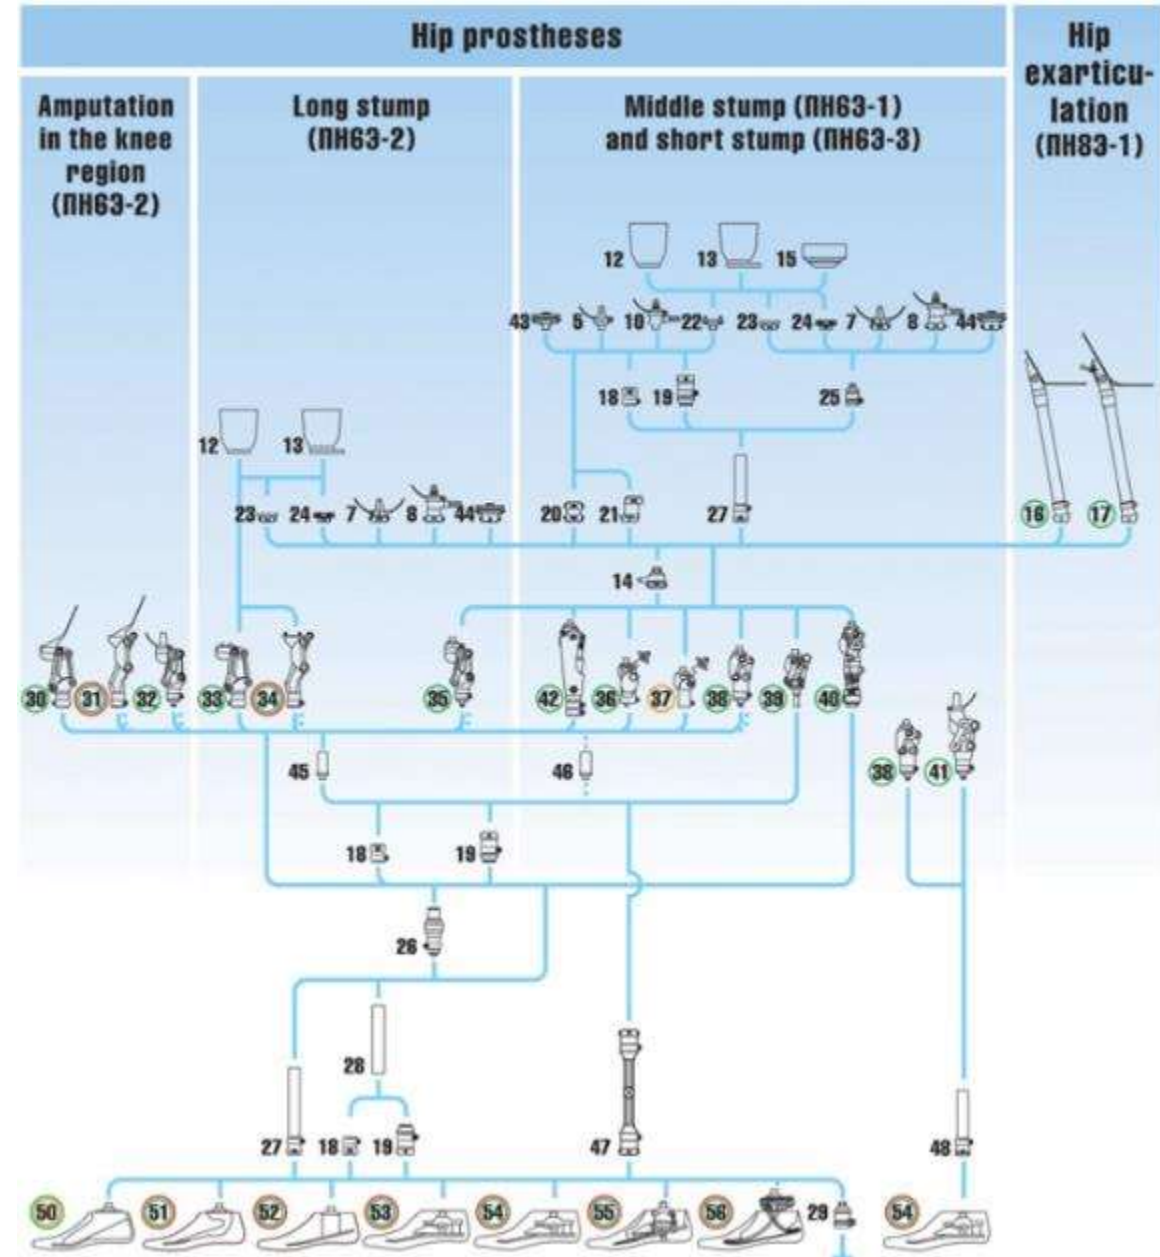 Hip prostheses
Hip
exarticu-
lation
(ПН83-1)
Amputation
in the knee
region
(ПН63-2)
Long stump
(ПН63-2)
Middle stump (ПН63-1)
and short stump (ПН63-3)
12 13 15
43 5 10 22 23 24 7 8 44
18 19 25
12 13
23 24 7 8 44 20 21 27 16 17
14
30 31 32 33 34 35 42 36 37 38 39 40
45 46 38 41
18 19
26
28
27 18 19 47 48
50 51 52 53 54 55 56 29 54